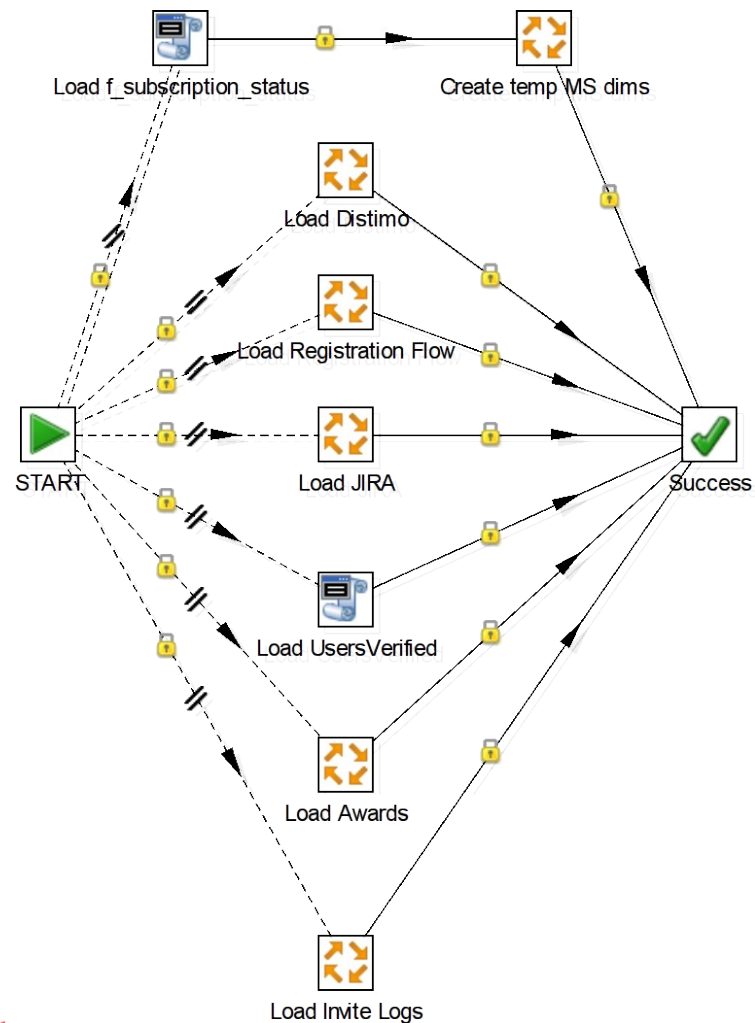 Load f_subscription_status
Create temp MS dims
Load Distimo
Load Registration Flow
START
Load JIRA
Success
Load UsersVerified
Load Awards
Load Invite Logs